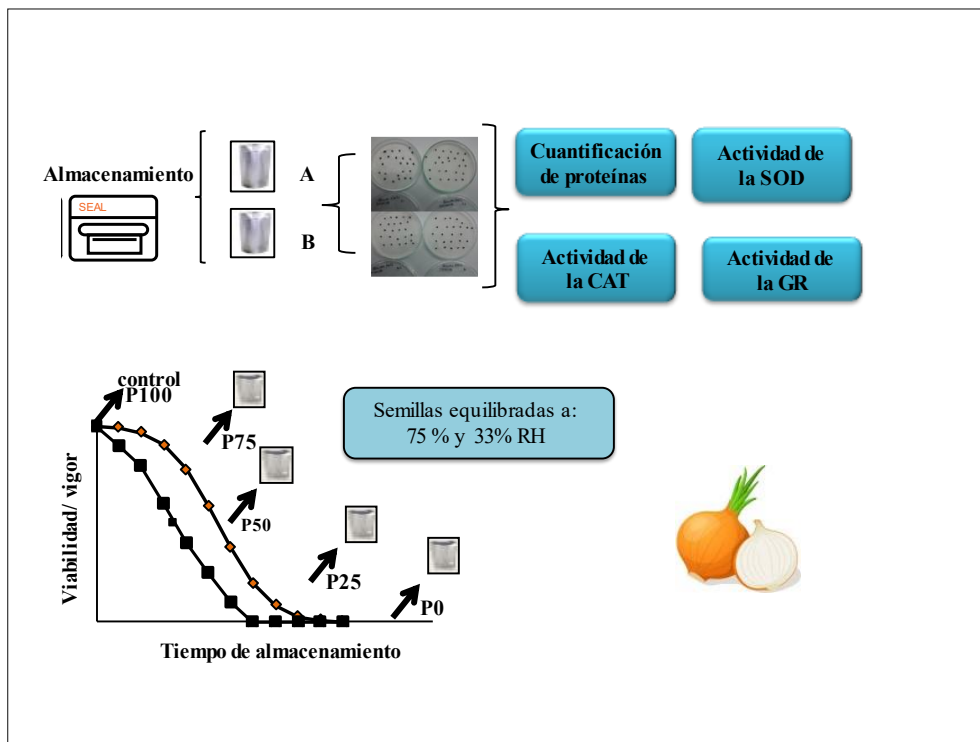 Almacenamiento
SEAL
A
B
Cuantificación
de proteínas
Actividad de
la SOD
Actividad de
la CAT
Actividad de
la GR
control
P100
P75
P50
P25
P0
Viabilidad/ vigor
Tiempo de almacenamiento
Semillas equilibradas a:
75 % y 33% RH